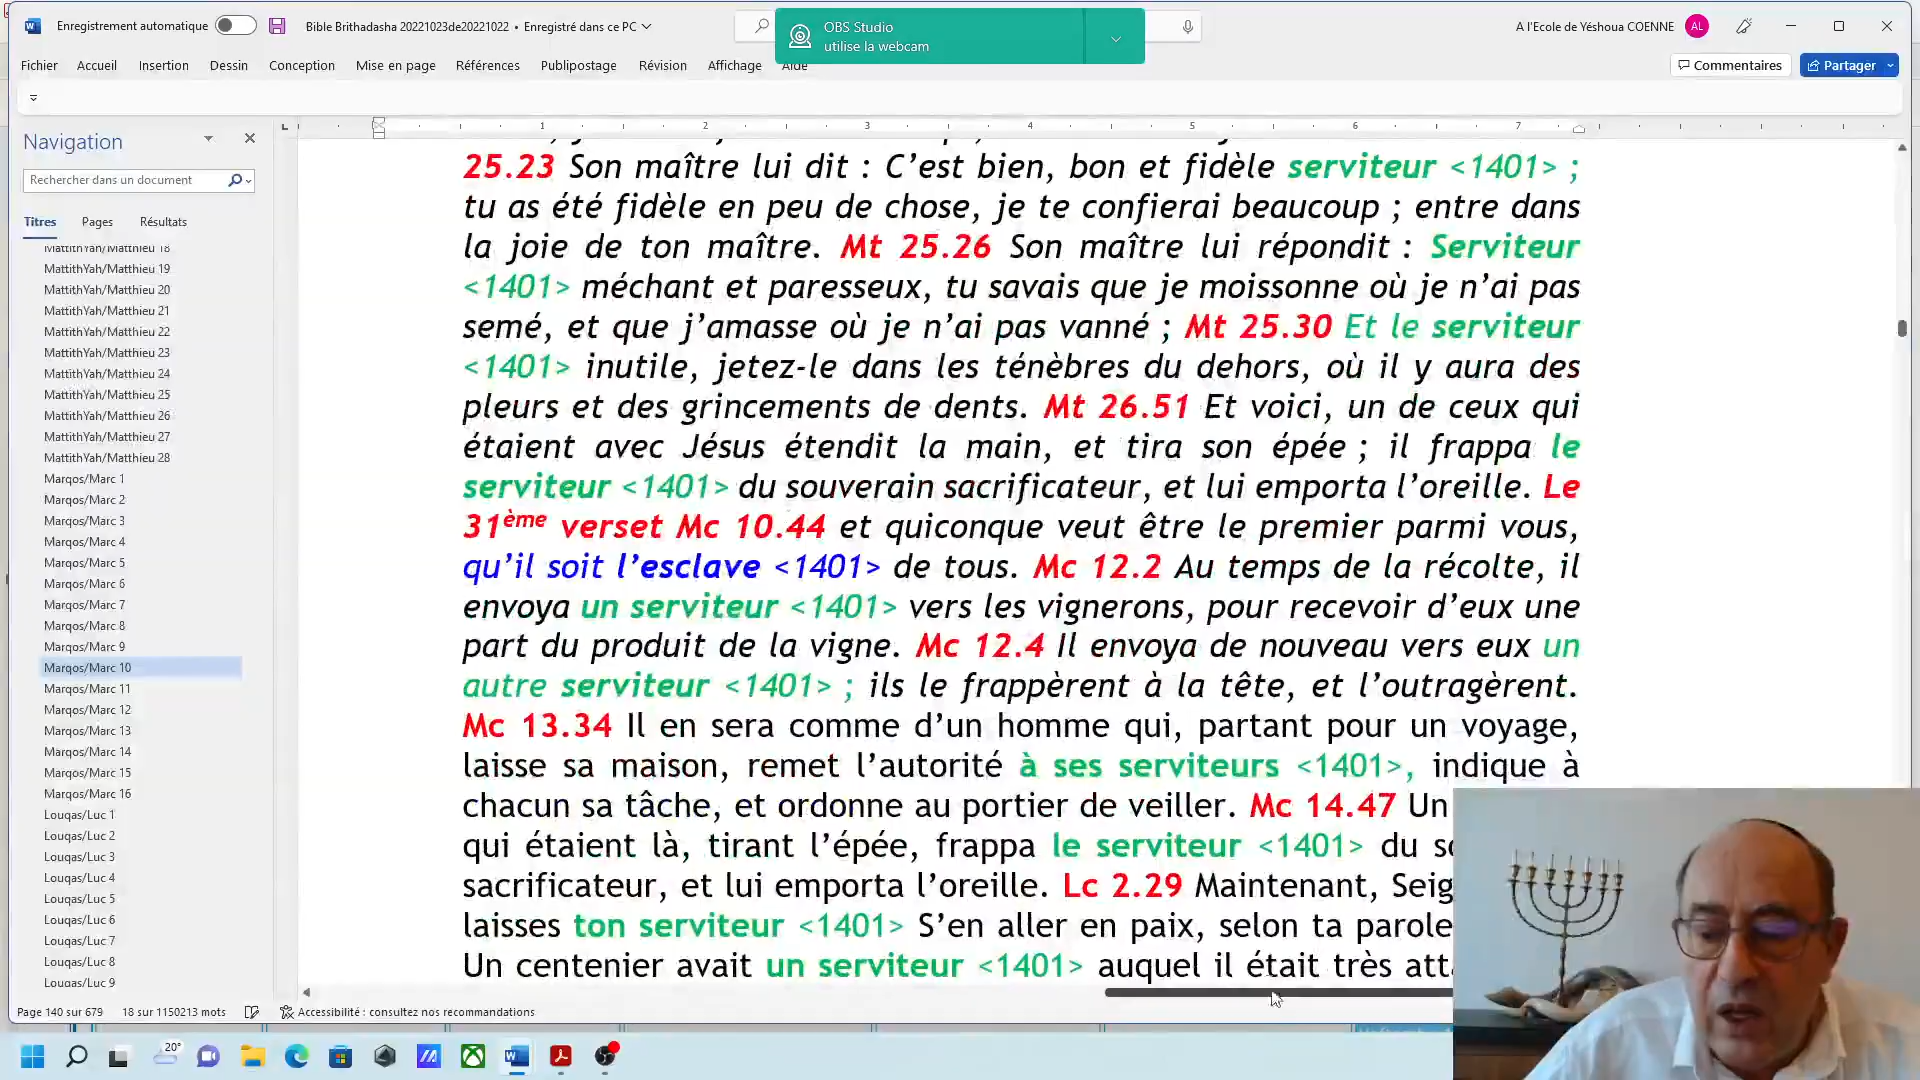 Enregistrement automatique
Bible Brithadasha 20221023de20221022 • Enregistré dans ce PC
OBS Studio
utilise la webcam
A l'Ecole de Yéshoua COENNE
AL
Fichier Accueil Insertion Dessin Conception Mise en page Références Publipostage Révision Affichage Aide
Commentaires
Partager
Navigation
Rechercher dans un document
Titres Pages Résultats
MattithYah/Matthieu 18
MattithYah/Matthieu 19
MattithYah/Matthieu 20
MattithYah/Matthieu 21
MattithYah/Matthieu 22
MattithYah/Matthieu 23
MattithYah/Matthieu 24
MattithYah/Matthieu 25
MattithYah/Matthieu 26
MattithYah/Matthieu 27
MattithYah/Matthieu 28
Marqos/Marc 1
Marqos/Marc 2
Marqos/Marc 3
Marqos/Marc 4
Marqos/Marc 5
Marqos/Marc 6
Marqos/Marc 7
Marqos/Marc 8
Marqos/Marc 9
Marqos/Marc 10
Marqos/Marc 11
Marqos/Marc 12
Marqos/Marc 13
Marqos/Marc 14
Marqos/Marc 15
Marqos/Marc 16
Louqas/Luc 1
Louqas/Luc 2
Louqas/Luc 3
Louqas/Luc 4
Louqas/Luc 5
Louqas/Luc 6
Louqas/Luc 7
Louqas/Luc 8
Louqas/Luc 9
1 2 3 4 5 6 7
25.23 Son maître lui dit : C’est bien, bon et fidèle serviteur <1401> ;
tu as été fidèle en peu de chose, je te confierai beaucoup ; entre dans
la joie de ton maître. Mt 25.26 Son maître lui répondit : Serviteur
<1401> méchant et paresseux, tu savais que je moissonne où je n’ai pas
semé, et que j’amasse où je n’ai pas vanné ; Mt 25.30 Et le serviteur
<1401> inutile, jetez-le dans les ténèbres du dehors, où il y aura des
pleurs et des grincements de dents. Mt 26.51 Et voici, un de ceux qui
étaient avec Jésus étendit la main, et tira son épée ; il frappa le
serviteur <1401> du souverain sacrificateur, et lui emporta l’oreille. Le
31ème verset Mc 10.44 et quiconque veut être le premier parmi vous,
qu’il soit l’esclave <1401> de tous. Mc 12.2 Au temps de la récolte, il
envoya un serviteur <1401> vers les vignerons, pour recevoir d’eux une
part du produit de la vigne. Mc 12.4 Il envoya de nouveau vers eux un
autre serviteur <1401> ; ils le frappèrent à la tête, et l’outragèrent.
Mc 13.34 Il en sera comme d’un homme qui, partant pour un voyage,
laisse sa maison, remet l’autorité à ses serviteurs <1401>, indique à
chacun sa tâche, et ordonne au portier de veiller. Mc 14.47 Un
qui étaient là, tirant l’épée, frappa le serviteur <1401> du
sacrificateur, et lui emporta l’oreille. Lc 2.29 Maintenant, Seig
laisses ton serviteur <1401> S’en aller en paix, selon ta parole
Un centenier avait un serviteur <1401> auquel il était très att
Page 140 sur 679 18 sur 1150213 mots Accessibilité : consultez nos recommandations
20°